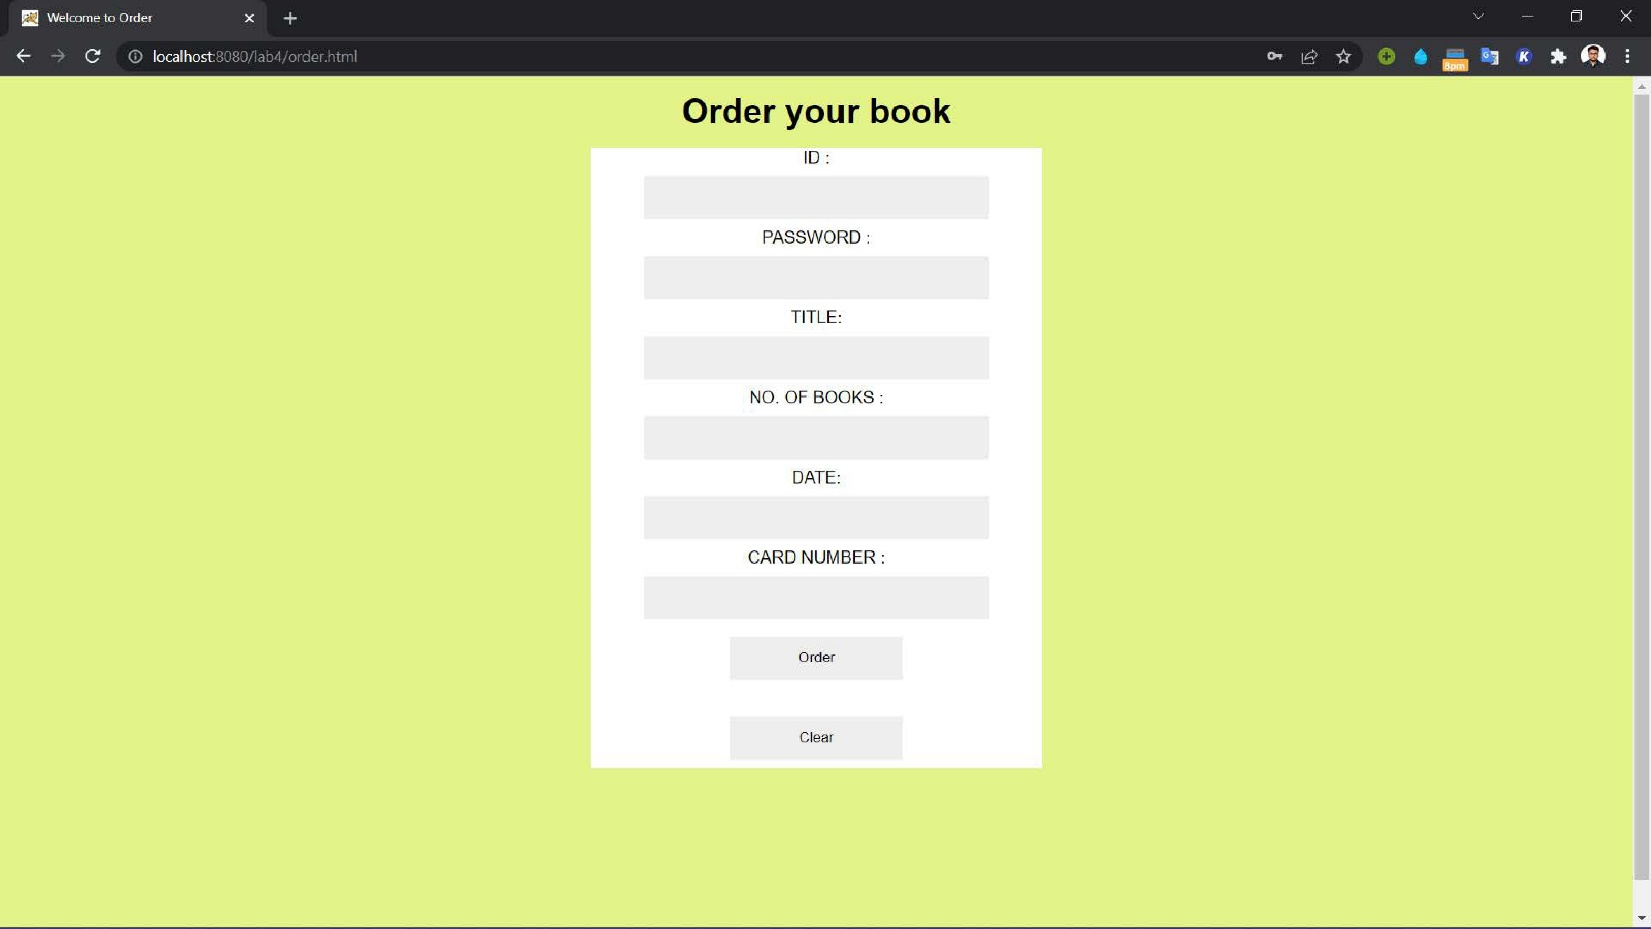 Welcome to Order
localhost:8080/lab4/order.html
8pm
G
K
Order your book
ID :
PASSWORD :
TITLE:
NO. OF BOOKS :
DATE:
CARD NUMBER :
Order
Clear